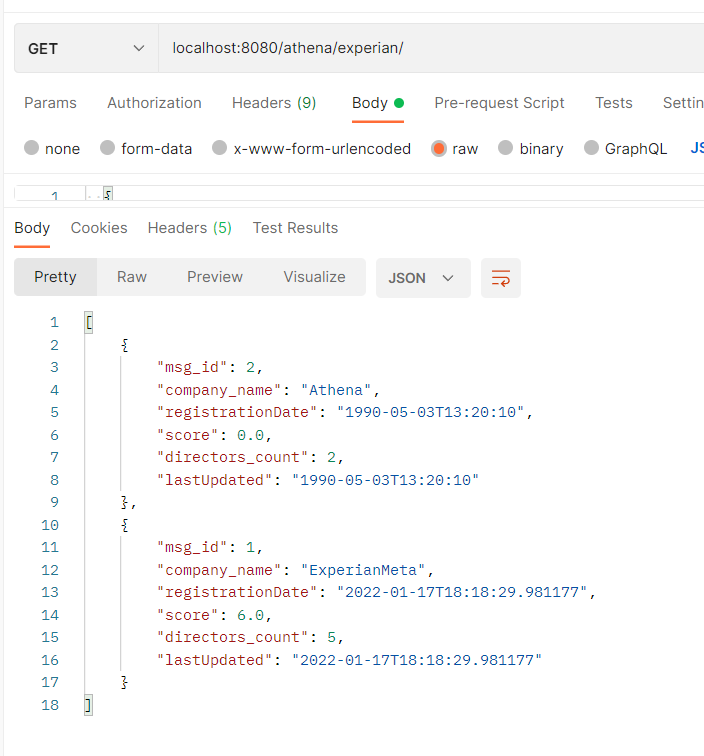 GET localhost:8080/athena/experian/
Params Authorization Headers (9) Body Pre-request Script Tests Settin
none form-data x-www-form-urlencoded raw binary GraphQL JS
1 {
Body Cookies Headers (5) Test Results
Pretty Raw Preview Visualize JSON
1 [
2 {
3 "msg_id": 2,
4 "company_name": "Athena",
5 "registrationDate": "1990-05-03T13:20:10",
6 "score": 0.0,
7 "directors_count": 2,
8 "lastUpdated": "1990-05-03T13:20:10"
9 },
10 {
11 "msg_id": 1,
12 "company_name": "ExperianMeta",
13 "registrationDate": "2022-01-17T18:18:29.981177",
14 "score": 6.0,
15 "directors_count": 5,
16 "lastUpdated": "2022-01-17T18:18:29.981177"
17 }
18 ]